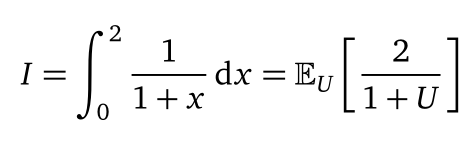 I = ∫₀² 1/(1 + x) dx = 𝔼_U [ 2/(1 + U) ]